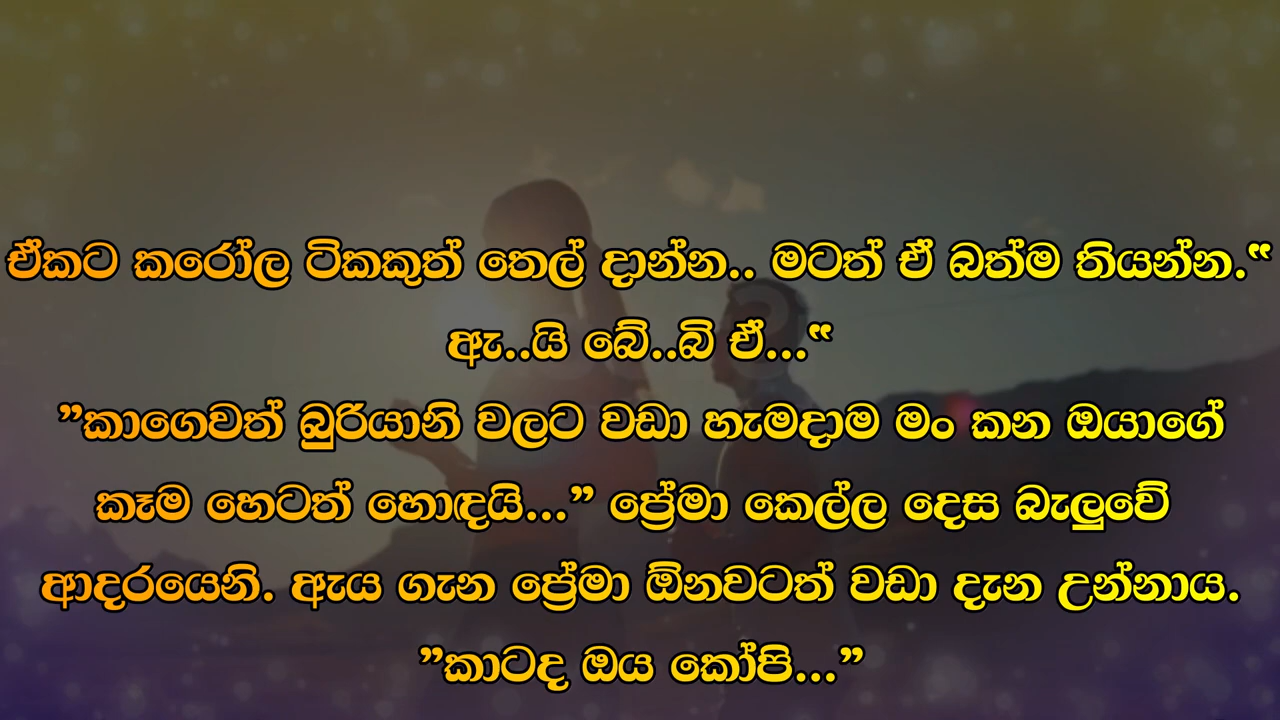 ඒකට කරෝල ටිකකුත් තෙල් දාන්න.. මටත් ඒ බත්ම තියන්න.“
ඇ..යි බේ..බි ඒ...“
”කාගෙවත් බුරියානි වලට වඩා හැමදාම මං කන ඔයාගේ
කෑම හෙටත් හොඳයි...” ප්‍රේමා කෙල්ල දෙස බැලුවේ
ආදරයෙනි. ඇය ගැන ප්‍රේමා ඕනවටත් වඩා දැන උන්නාය.
”කාටද ඔය කෝපි...”